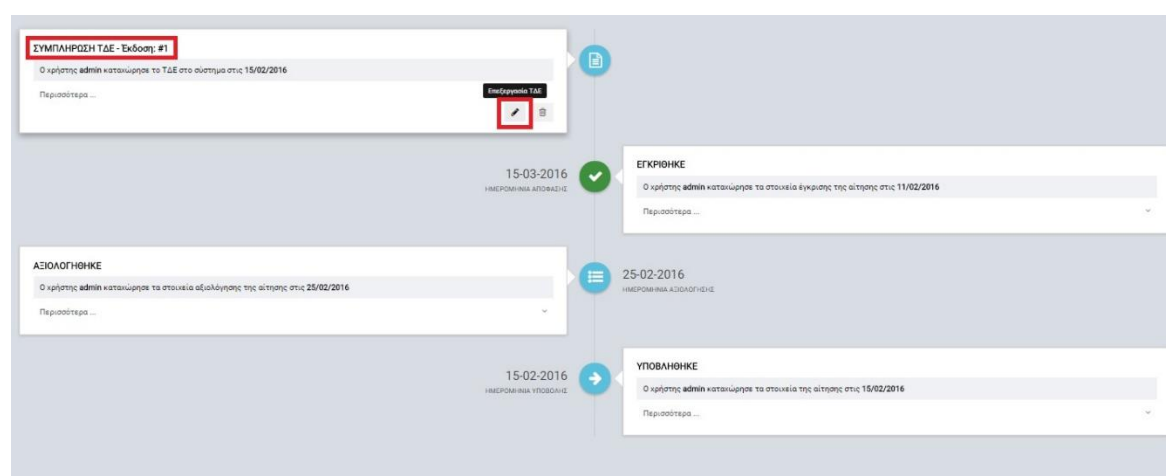 ΣΥΜΠΛΗΡΩΣΗ ΤΔΕ - Έκδοση: #1
Ο χρήστης admin καταχώρησε το ΤΔΕ στο σύστημα στις 15/02/2016
Περισσότερα ...
Επεξεργασία ΤΔΕ
15-03-2016
ΗΜΕΡΟΜΗΝΙΑ ΑΠΟΦΑΣΗΣ
ΕΓΚΡΙΘΗΚΕ
Ο χρήστης admin καταχώρησε τα στοιχεία έγκρισης της αίτησης στις 11/02/2016
Περισσότερα ...
ΑΞΙΟΛΟΓΗΘΗΚΕ
Ο χρήστης admin καταχώρησε τα στοιχεία αξιολόγησης της αίτησης στις 25/02/2016
Περισσότερα ...
25-02-2016
ΗΜΕΡΟΜΗΝΙΑ ΑΞΙΟΛΟΓΗΣΗΣ
15-02-2016
ΗΜΕΡΟΜΗΝΙΑ ΥΠΟΒΟΛΗΣ
ΥΠΟΒΛΗΘΗΚΕ
Ο χρήστης admin καταχώρησε τα στοιχεία της αίτησης στις 15/02/2016
Περισσότερα ...